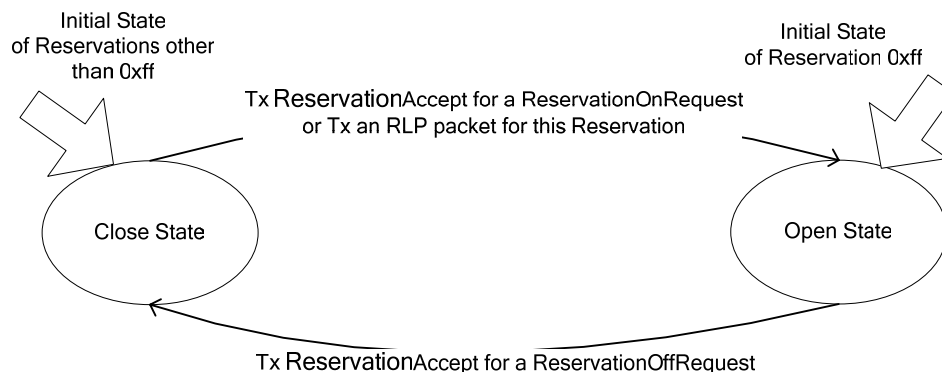 Initial State
of Reservations other
than 0xff
Initial State
of Reservation 0xff
Tx ReservationAccept for a ReservationOnRequest
or Tx an RLP packet for this Reservation
Close State
Open State
Tx ReservationAccept for a ReservationOffRequest